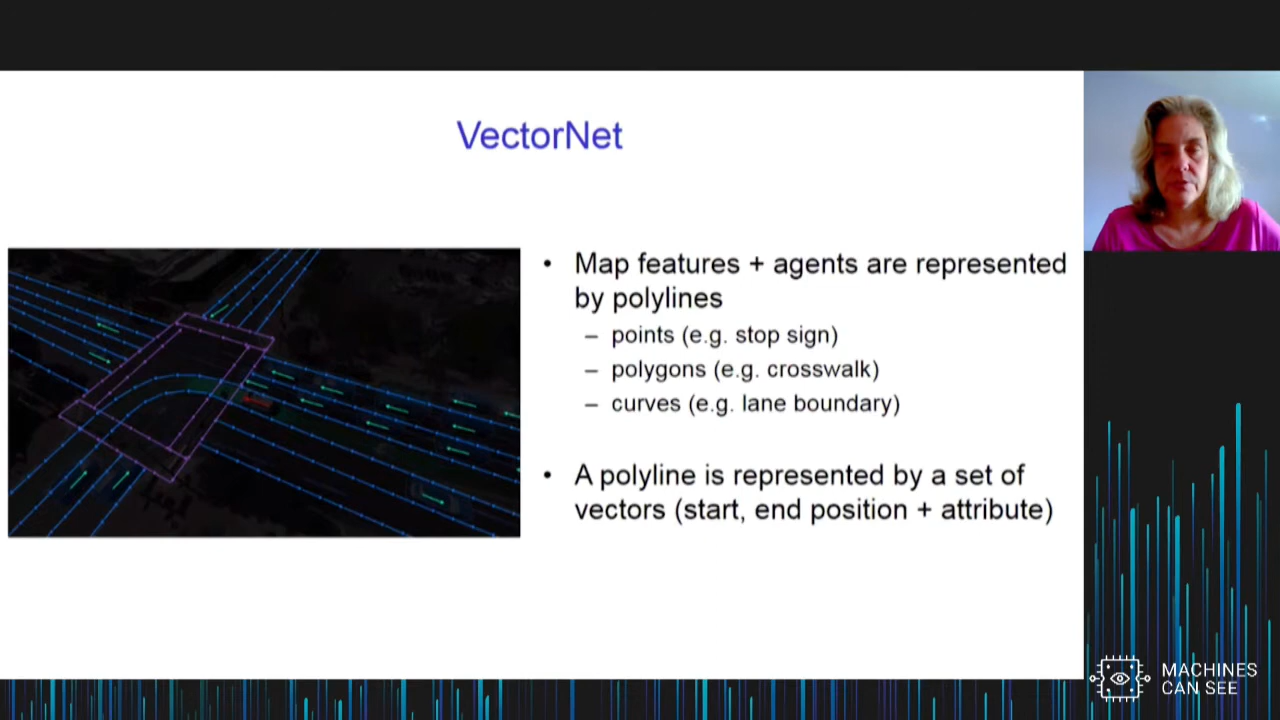 VectorNet
• Map features + agents are represented
by polylines
– points (e.g. stop sign)
– polygons (e.g. crosswalk)
– curves (e.g. lane boundary)
• A polyline is represented by a set of
vectors (start, end position + attribute)
MACHINES
CAN SEE